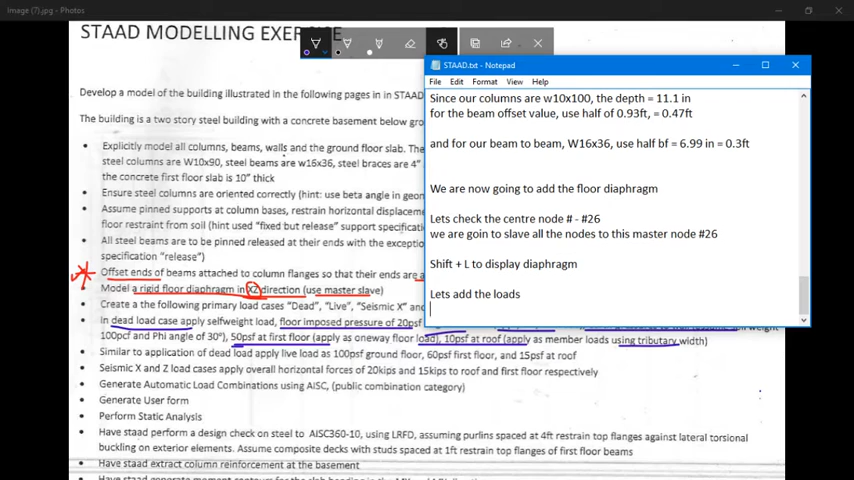 Image (7).jpg - Photos
STAAD MODELLING EXERCISE
STAAD.txt - Notepad
File Edit Format View Help
Since our columns are w10x100, the depth = 11.1 in
for the beam offset value, use half of 0.93ft, = 0.47ft
and for our beam to beam, W16x36, use half bf = 6.99 in = 0.3ft
We are now going to add the floor diaphragm
Lets check the centre node # - #26
we are goin to slave all the nodes to this master node #26
Shift + L to display diaphragm
Lets add the loads
Develop a model of the building illustrated in the following pages in in STAAD
The building is a two story steel building with a concrete basement below gro
Explicitly model all columns, beams, walls and the ground floor slab. The
steel columns are W10x90, steel beams are w16x36, steel braces are 4"
the concrete first floor slab is 10" thick
Ensure steel columns are oriented correctly (hint: use beta angle in geom
Assume pinned supports at column bases, restrain horizontal displaceme
floor restraint from soil (hint used "fixed but release" support specificatio
All steel beams are to be pinned released at their ends with the exceptio
specification "release")
Offset ends of beams attached to column flanges so that their ends are a
Model a rigid floor diaphragm in XZ direction (use master slave)
Create a the following primary load cases "Dead", "Live", "Seismic X" and
In dead load case apply selfweight load, floor imposed pressure of 20psf
weight
100pcf and Phi angle of 30°), 50psf at first floor (apply as oneway floor load), 10psf at roof (apply as member loads using tributary width)
Similar to application of dead load apply live load as 100psf ground floor, 60psf first floor, and 15psf at roof
Seismic X and Z load cases apply overall horizontal forces of 20kips and 15kips to roof and first floor respectively
Generate Automatic Load Combinations using AISC, (public combination category)
Generate User form
Perform Static Analysis
Have staad perform a design check on steel to AISC360-10, using LRFD, assuming purlins spaced at 4ft restrain top flanges against lateral torsional
buckling on exterior elements. Assume composite decks with studs spaced at 1ft restrain top flanges of first floor beams
Have staad extract column reinforcement at the basement